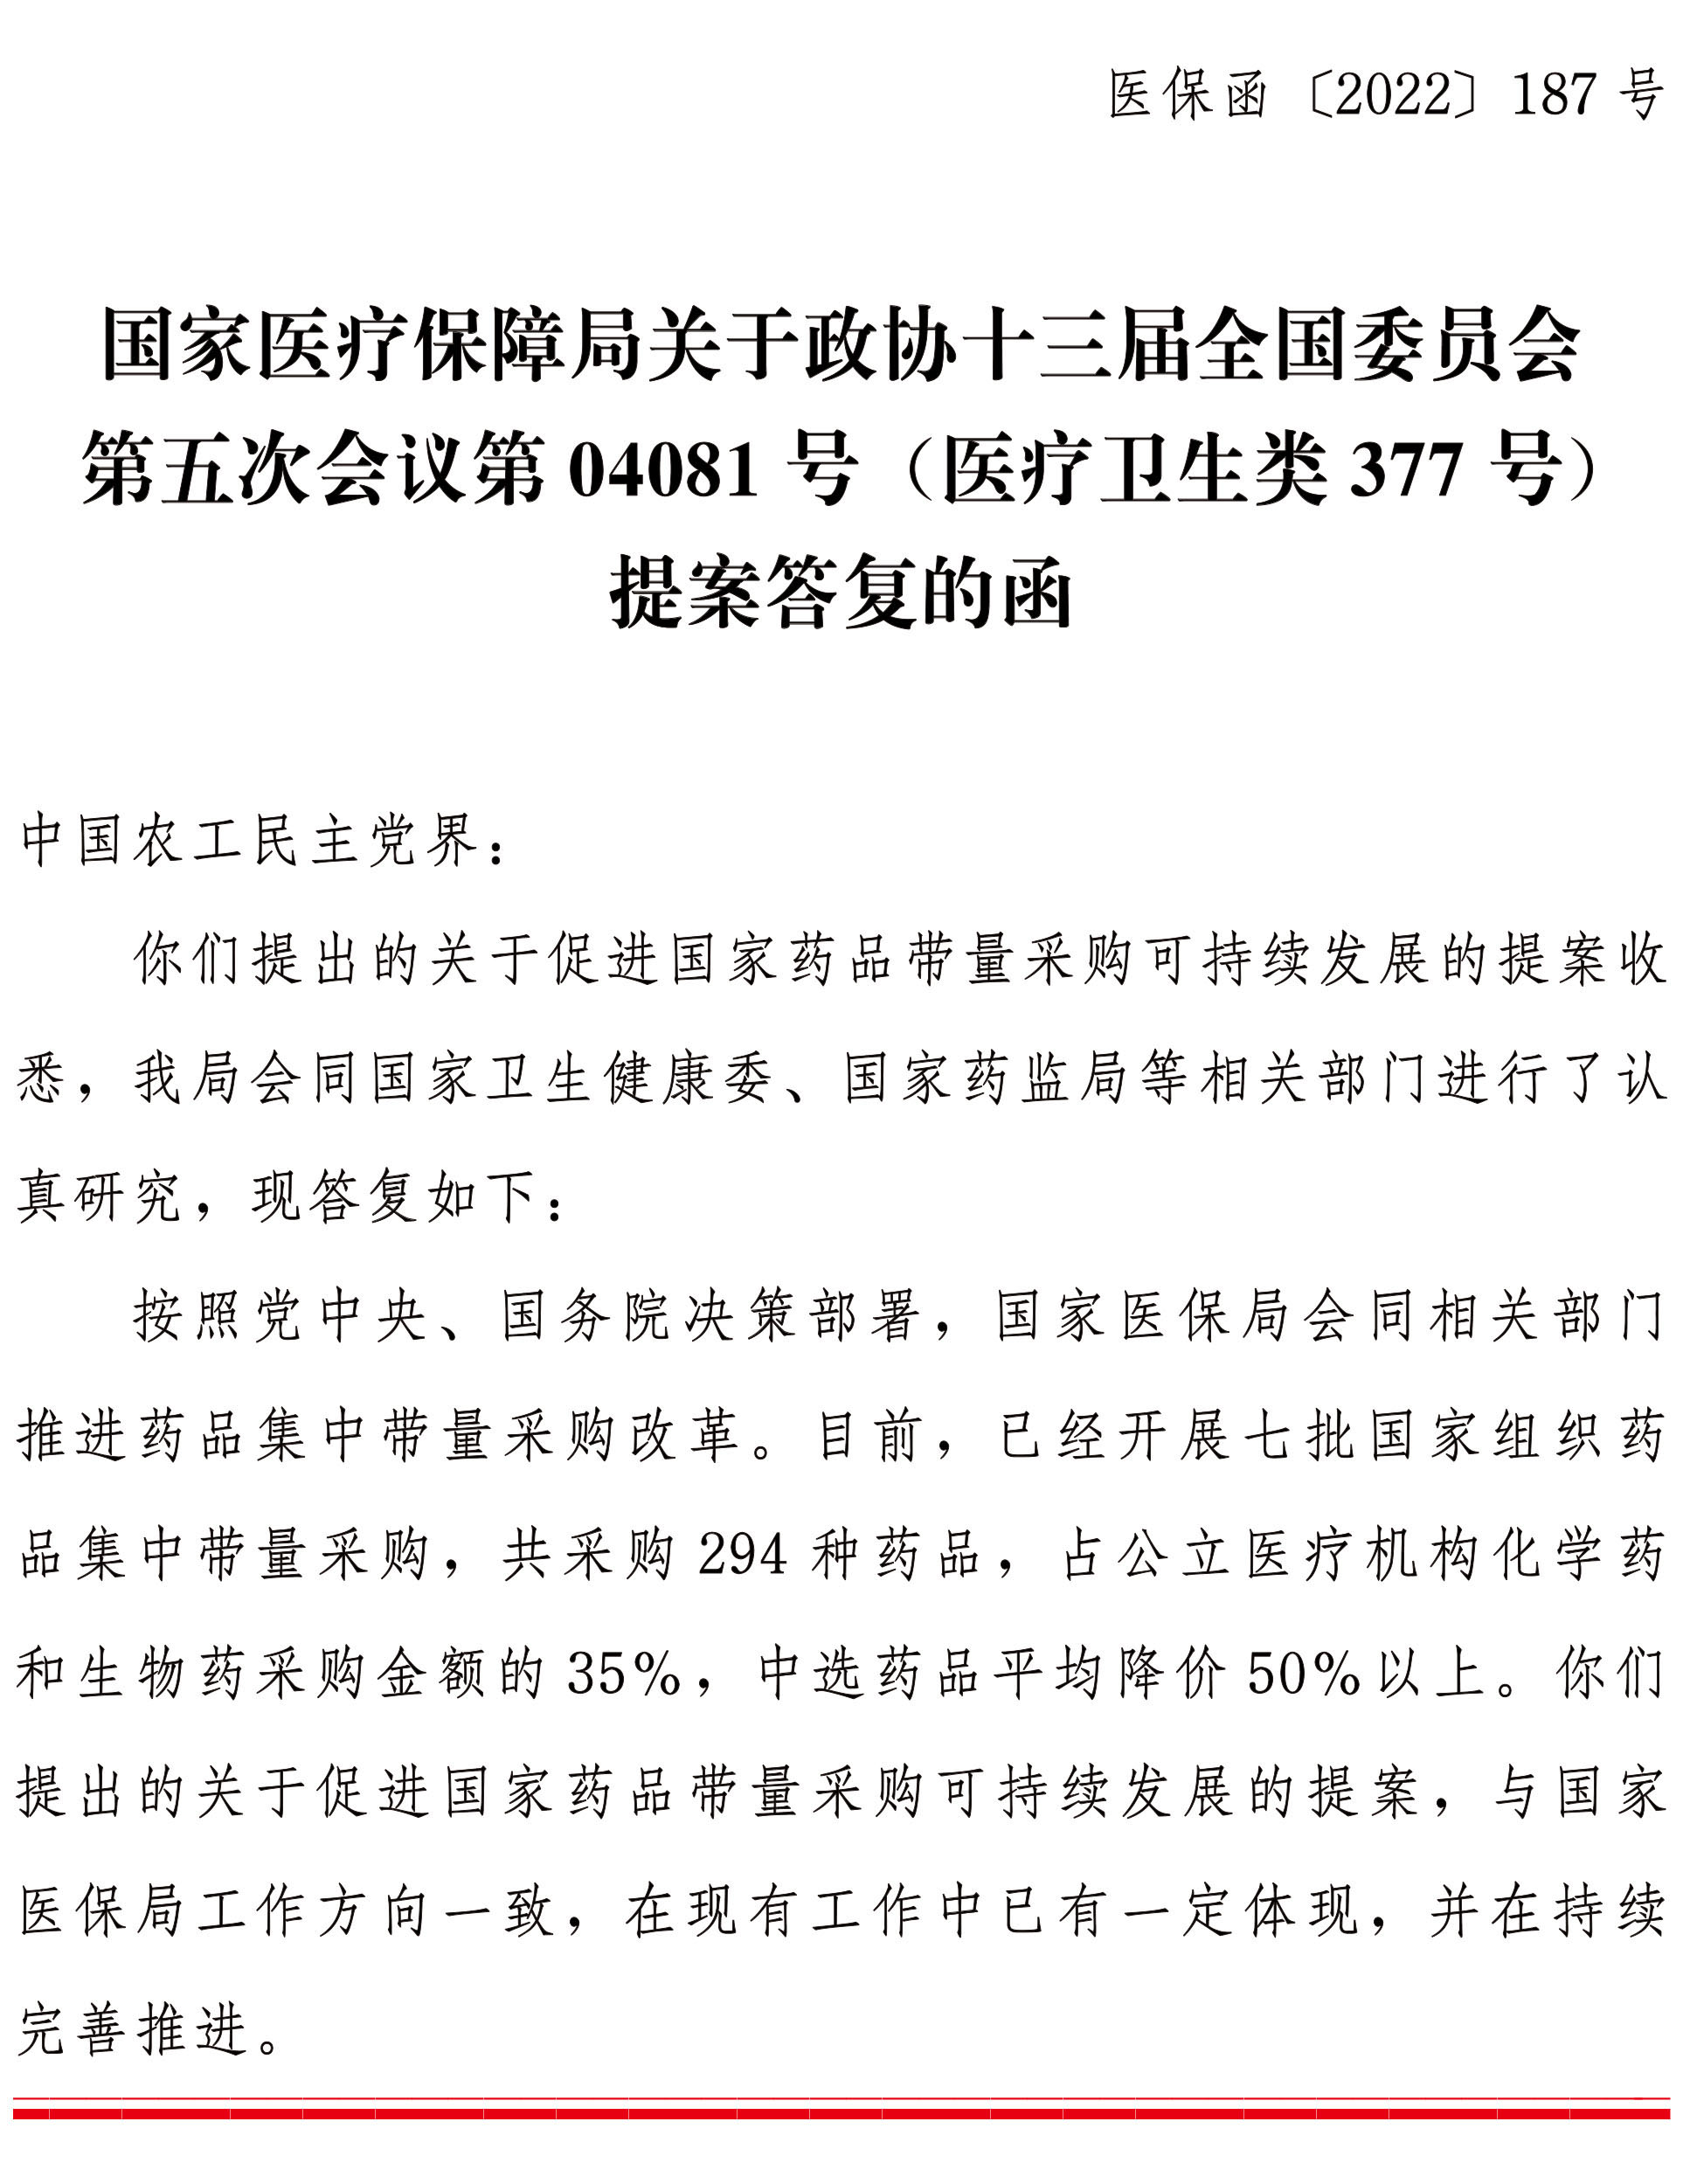 医保函〔2022〕187 号
国家医疗保障局关于政协十三届全国委员会
第五次会议第 04081 号（医疗卫生类 377 号）
提案答复的函
中国农工民主党界：
你们提出的关于促进国家药品带量采购可持续发展的提案收
悉，我局会同国家卫生健康委、国家药监局等相关部门进行了认
真研究，现答复如下：
按照党中央、国务院决策部署，国家医保局会同相关部门
推进药品集中带量采购改革。目前，已经开展七批国家组织药
品集中带量采购，共采购 294 种药品，占公立医疗机构化学药
和生物药采购金额的 35%，中选药品平均降价 50%以上。你们
提出的关于促进国家药品带量采购可持续发展的提案，与国家
医保局工作方向一致，在现有工作中已有一定体现，并在持续
完善推进。